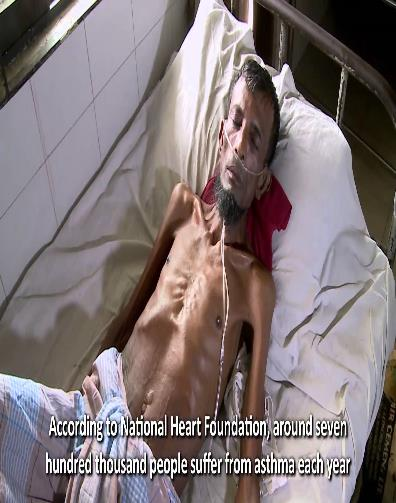 According to National Heart Foundation, around seven
hundred thousand people suffer from asthma each year